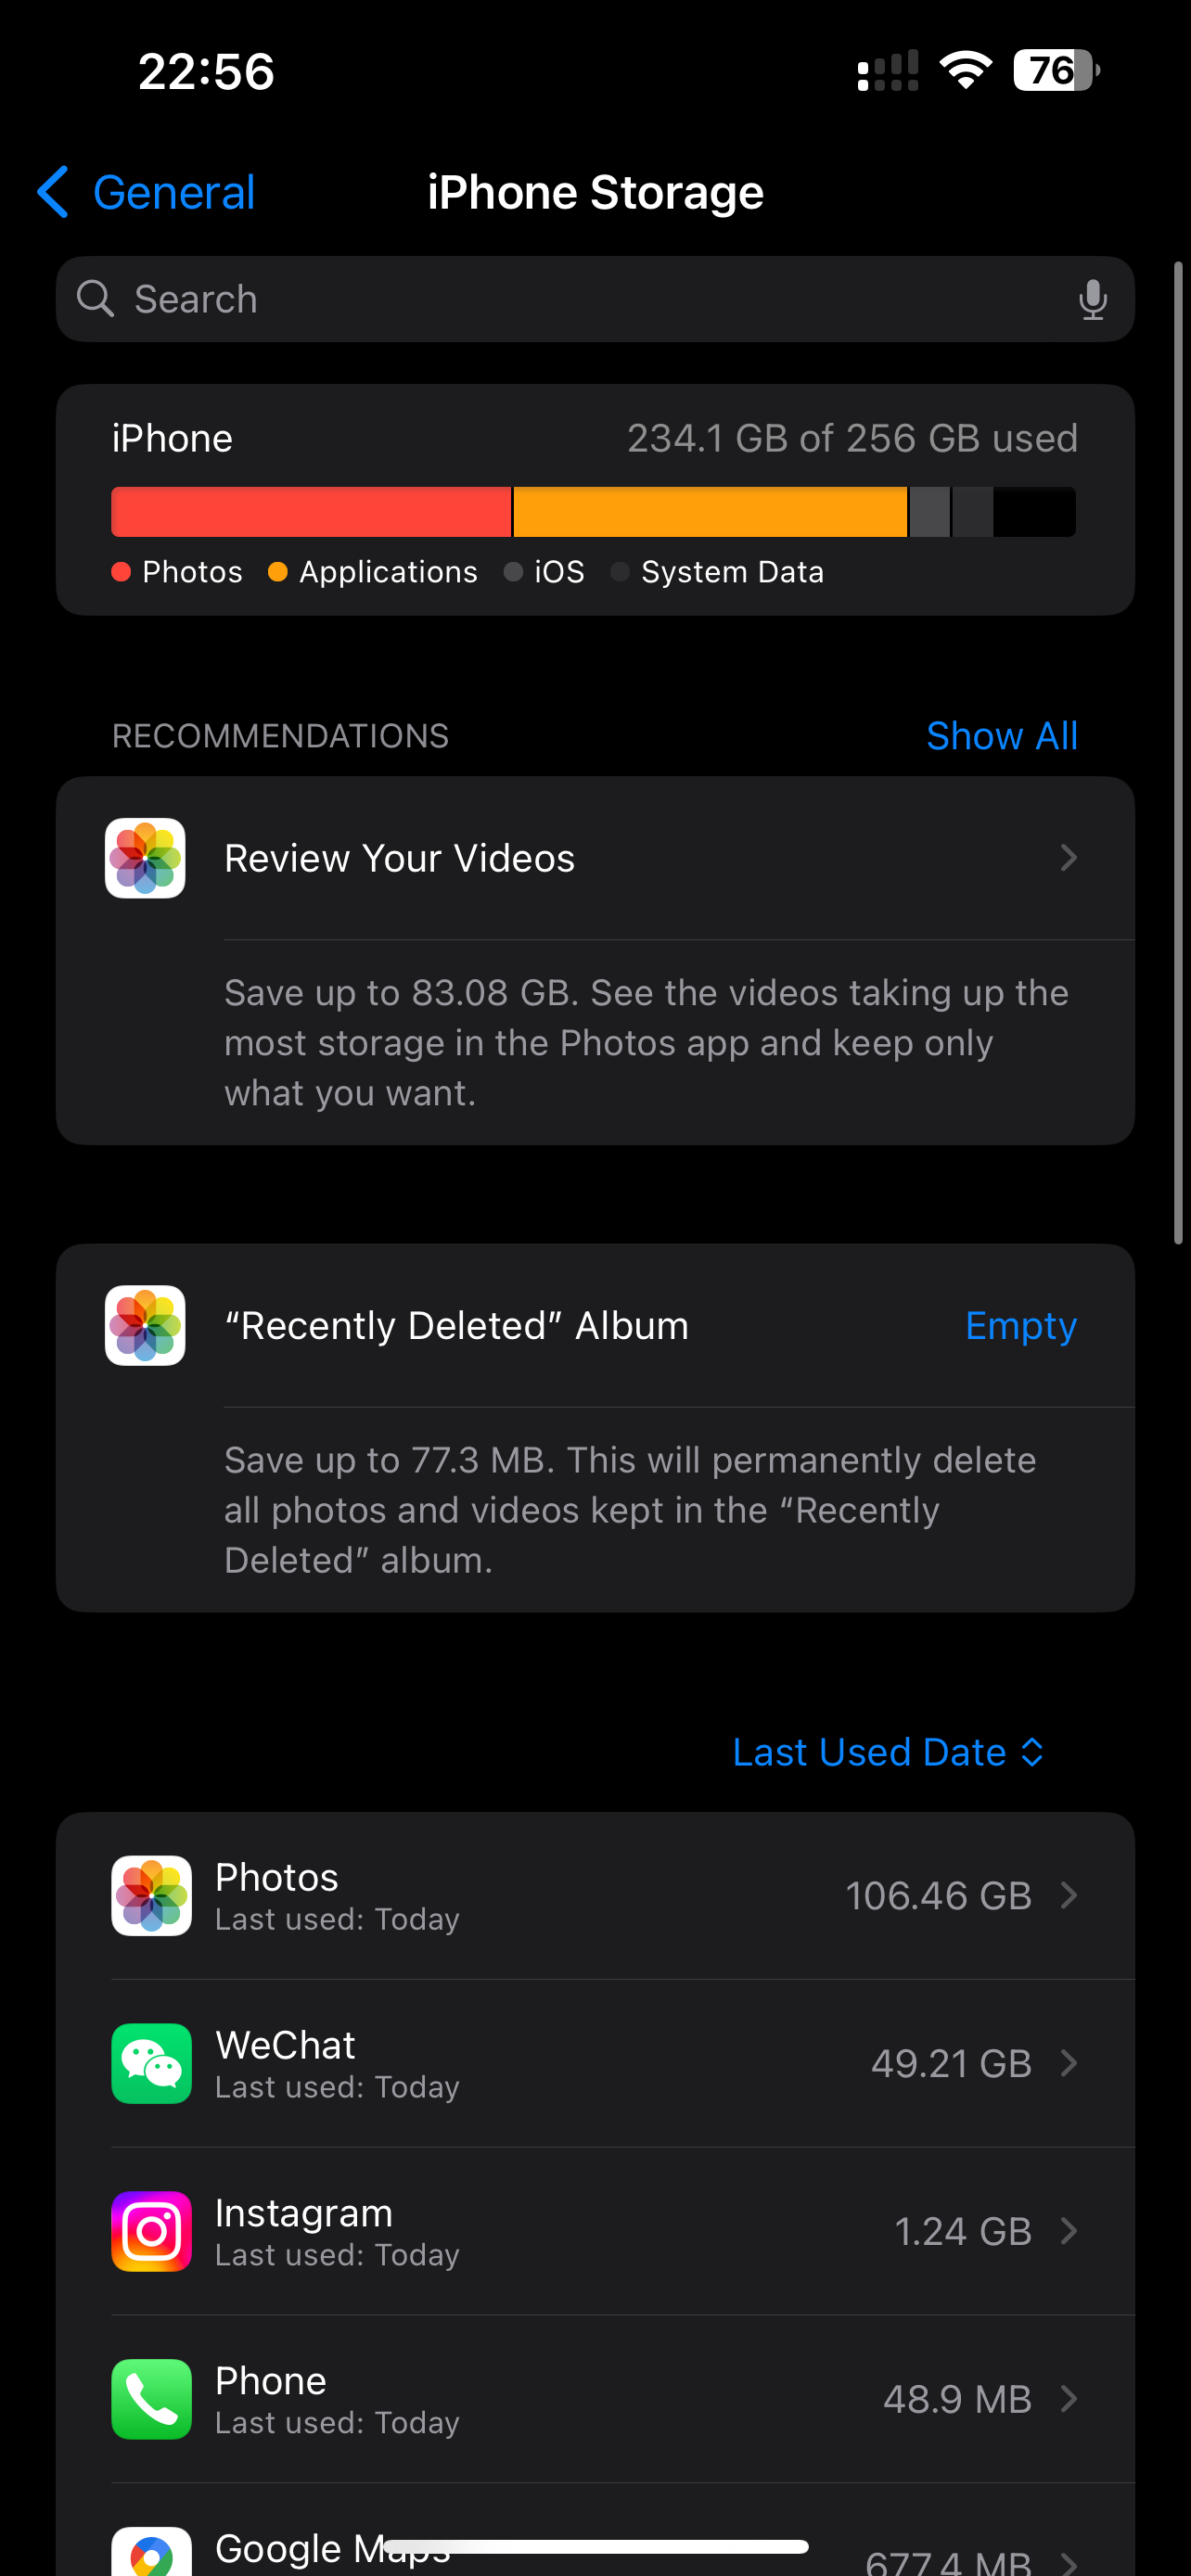 22:56
76
General
iPhone Storage
Search
iPhone
234.1 GB of 256 GB used
Photos
Applications
iOS
System Data
RECOMMENDATIONS
Show All
Review Your Videos
Save up to 83.08 GB. See the videos taking up the
most storage in the Photos app and keep only
what you want.
“Recently Deleted” Album
Empty
Save up to 77.3 MB. This will permanently delete
all photos and videos kept in the “Recently
Deleted” album.
Last Used Date
Photos
Last used: Today
106.46 GB
WeChat
Last used: Today
49.21 GB
Instagram
Last used: Today
1.24 GB
Phone
Last used: Today
48.9 MB
Google Maps
677.4 MB